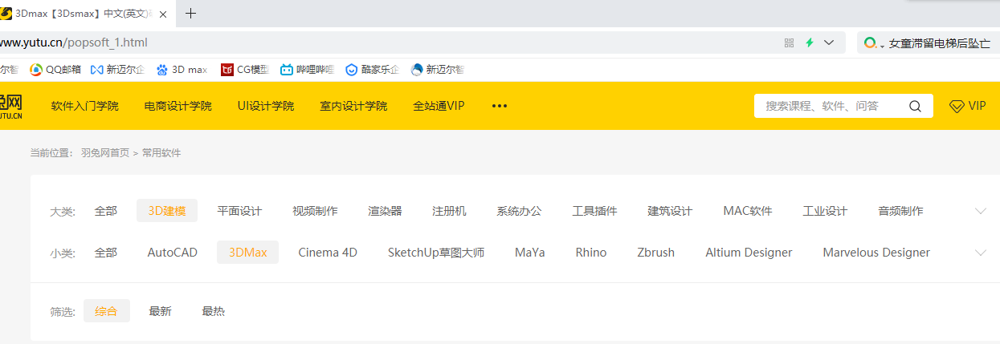 3Dmax【3Dsmax】中文(英文)
www.yutu.cn/popsoft_1.html
女童滞留电梯后坠亡
尔智 QQ邮箱 新迈尔企 3D max CG模型 哔哩哔哩 酷家乐企 新迈尔智
兔网 软件入门学院 电商设计学院 UI设计学院 室内设计学院 全站通VIP ••• 搜索课程、软件、问答 VIP
UTU.CN
当前位置: 羽兔网首页 > 常用软件
大类: 全部 3D建模 平面设计 视频制作 渲染器 注册机 系统办公 工具插件 建筑设计 MAC软件 工业设计 音频制作
小类: 全部 AutoCAD 3DMax Cinema 4D SketchUp草图大师 MaYa Rhino Zbrush Altium Designer Marvelous Designer
筛选: 综合 最新 最热